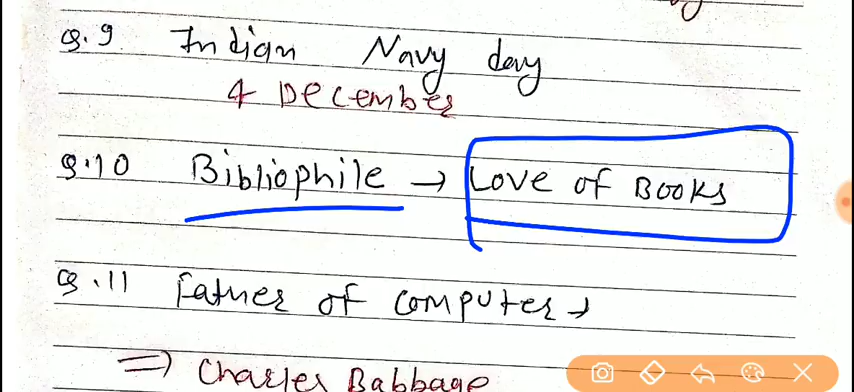 Q.9 Indian Navy day
4 December
Q.10 Bibliophile → Love of Books
Q.11 Father of computer →
⇒ Charles Babbage